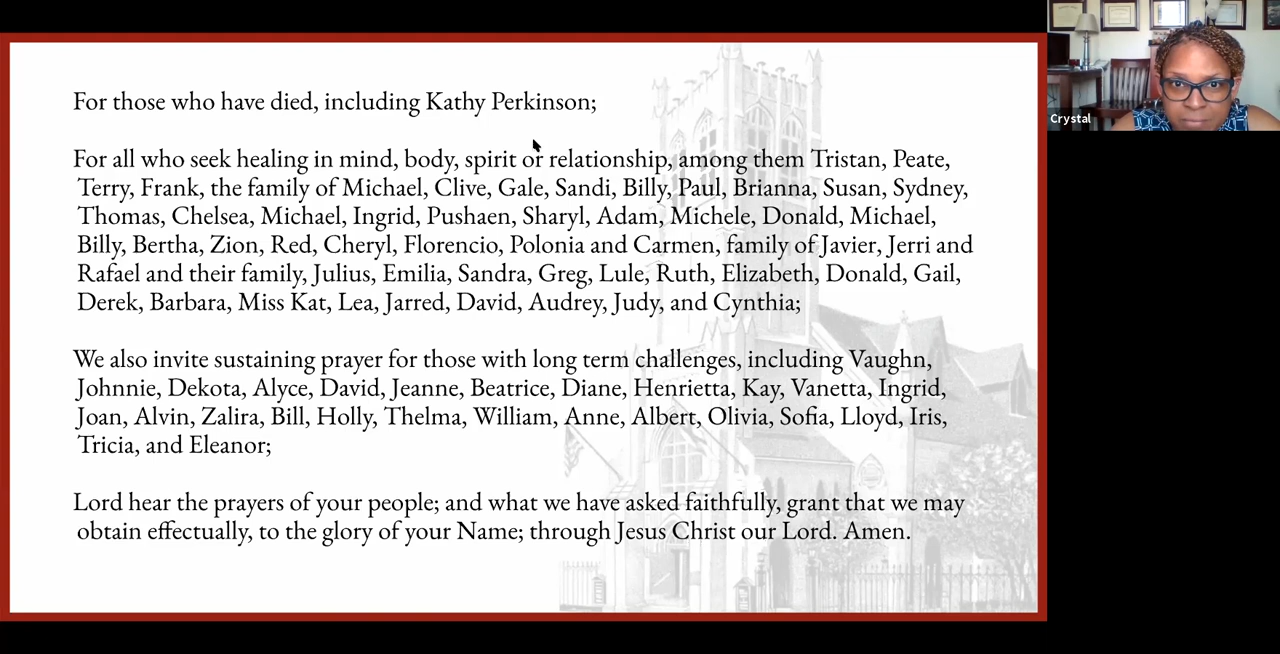 For those who have died, including Kathy Perkinson;
For all who seek healing in mind, body, spirit or relationship, among them Tristan, Peate,
Terry, Frank, the family of Michael, Clive, Gale, Sandi, Billy, Paul, Brianna, Susan, Sydney,
Thomas, Chelsea, Michael, Ingrid, Pushaen, Sharyl, Adam, Michele, Donald, Michael,
Billy, Bertha, Zion, Red, Cheryl, Florencio, Polonia and Carmen, family of Javier, Jerri and
Rafael and their family, Julius, Emilia, Sandra, Greg, Lule, Ruth, Elizabeth, Donald, Gail,
Derek, Barbara, Miss Kat, Lea, Jarred, David, Audrey, Judy, and Cynthia;
We also invite sustaining prayer for those with long term challenges, including Vaughn,
Johnnie, Dekota, Alyce, David, Jeanne, Beatrice, Diane, Henrietta, Kay, Vanetta, Ingrid,
Joan, Alvin, Zalira, Bill, Holly, Thelma, William, Anne, Albert, Olivia, Sofia, Lloyd, Iris,
Tricia, and Eleanor;
Lord hear the prayers of your people; and what we have asked faithfully, grant that we may
obtain effectually, to the glory of your Name; through Jesus Christ our Lord. Amen.
Crystal